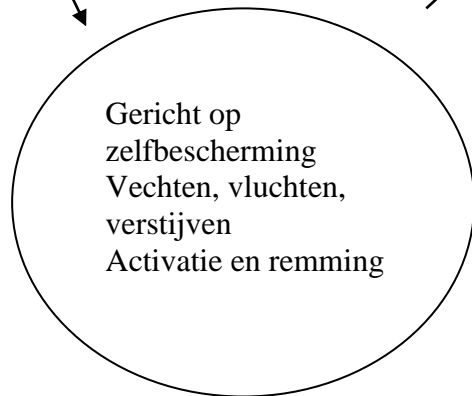 Gericht op
zelfbescherming
Vechten, vluchten,
verstijven
Activatie en remming